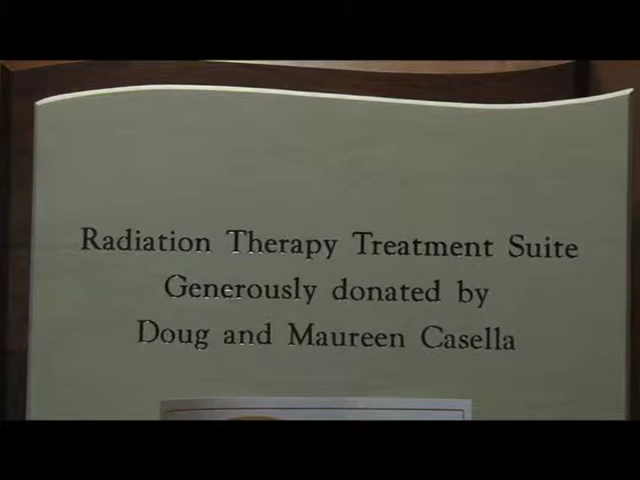 Radiation Therapy Treatment Suite
Generously donated by
Doug and Maureen Casella